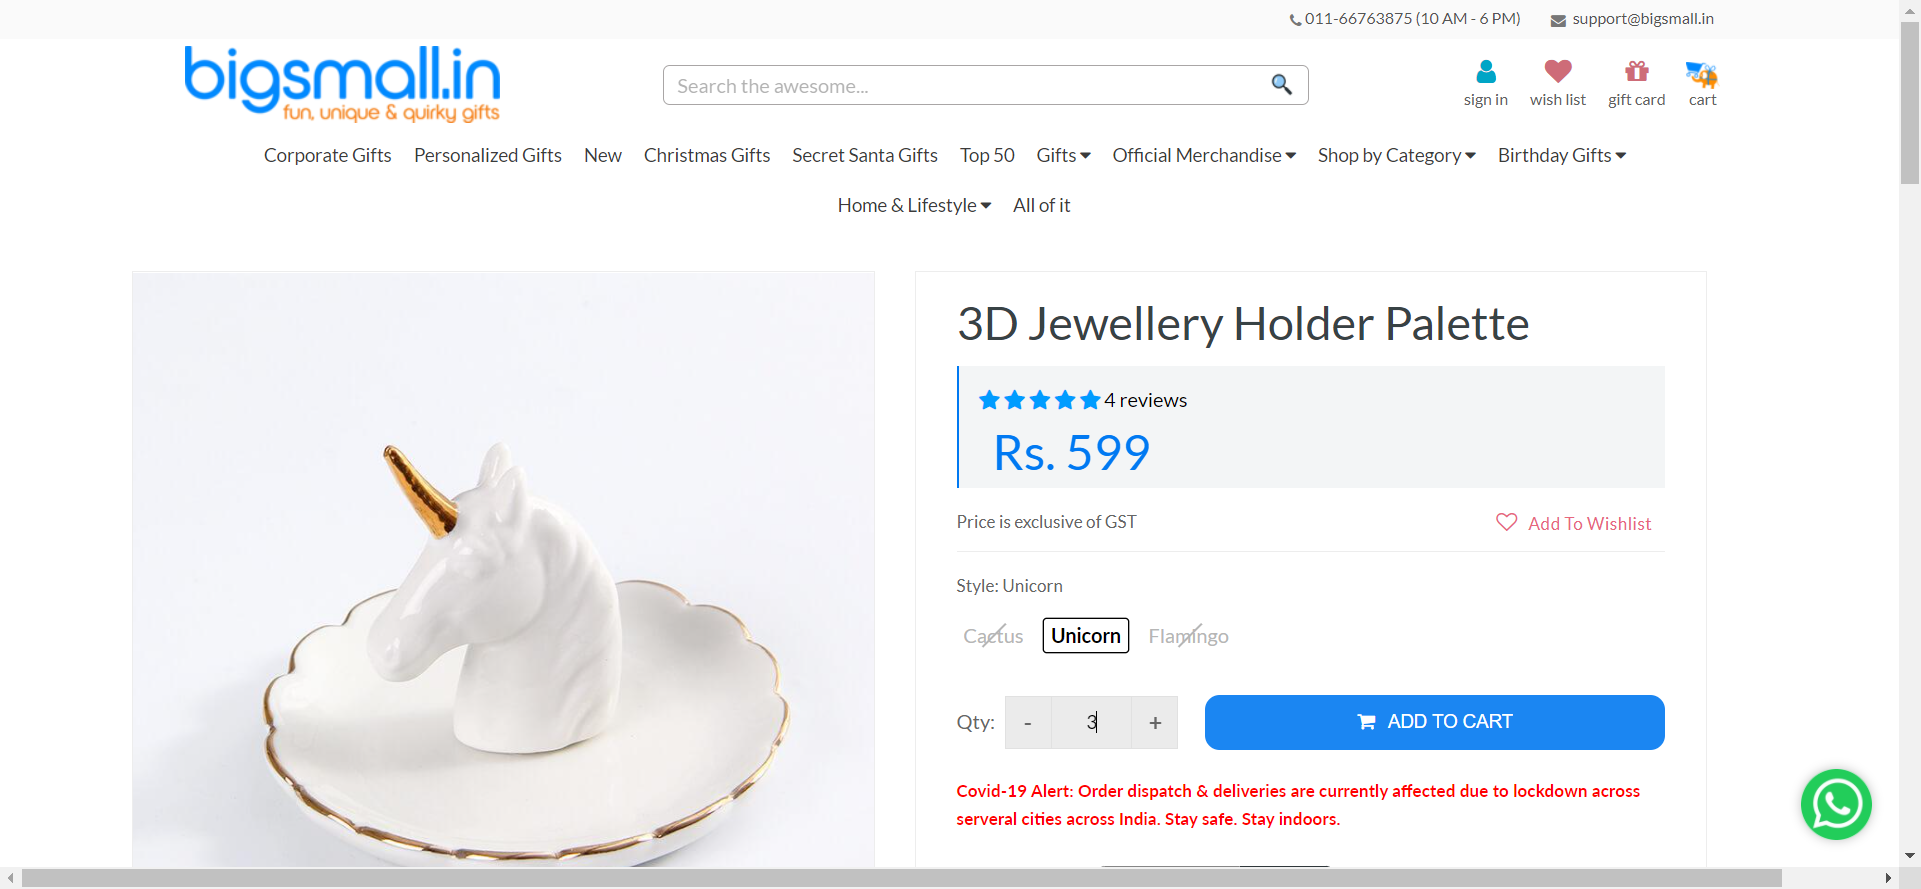 011-66763875 (10 AM - 6 PM) support@bigsmall.in
bigsmall.in
fun, unique & quirky gifts
Search the awesome...
sign in wish list gift card cart
Corporate Gifts Personalized Gifts New Christmas Gifts Secret Santa Gifts Top 50 Gifts Official Merchandise Shop by Category Birthday Gifts
Home & Lifestyle All of it
3D Jewellery Holder Palette
4 reviews
Rs. 599
Price is exclusive of GST Add To Wishlist
Style: Unicorn
Cactus Unicorn Flamingo
Qty: - 3 + ADD TO CART
Covid-19 Alert: Order dispatch & deliveries are currently affected due to lockdown across
serveral cities across India. Stay safe. Stay indoors.